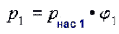 p₁ = pнас 1 • φ₁